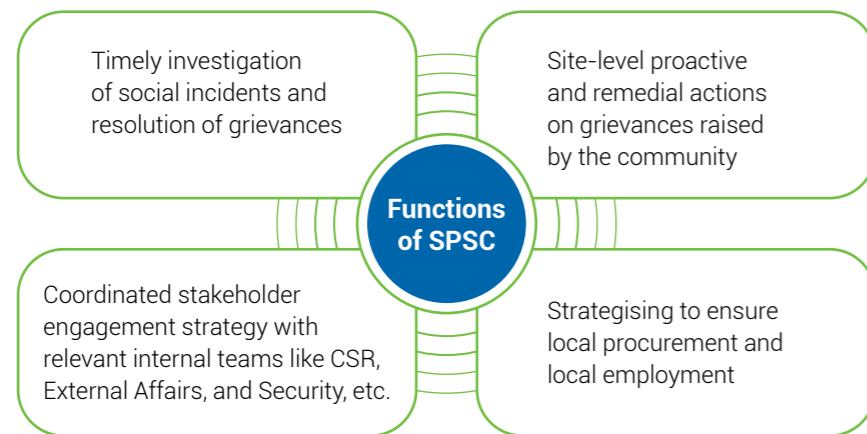 Timely investigation
of social incidents and
resolution of grievances
Site-level proactive
and remedial actions
on grievances raised
by the community
Functions
of SPSC
Coordinated stakeholder
engagement strategy with
relevant internal teams like CSR,
External Affairs, and Security, etc.
Strategising to ensure
local procurement and
local employment